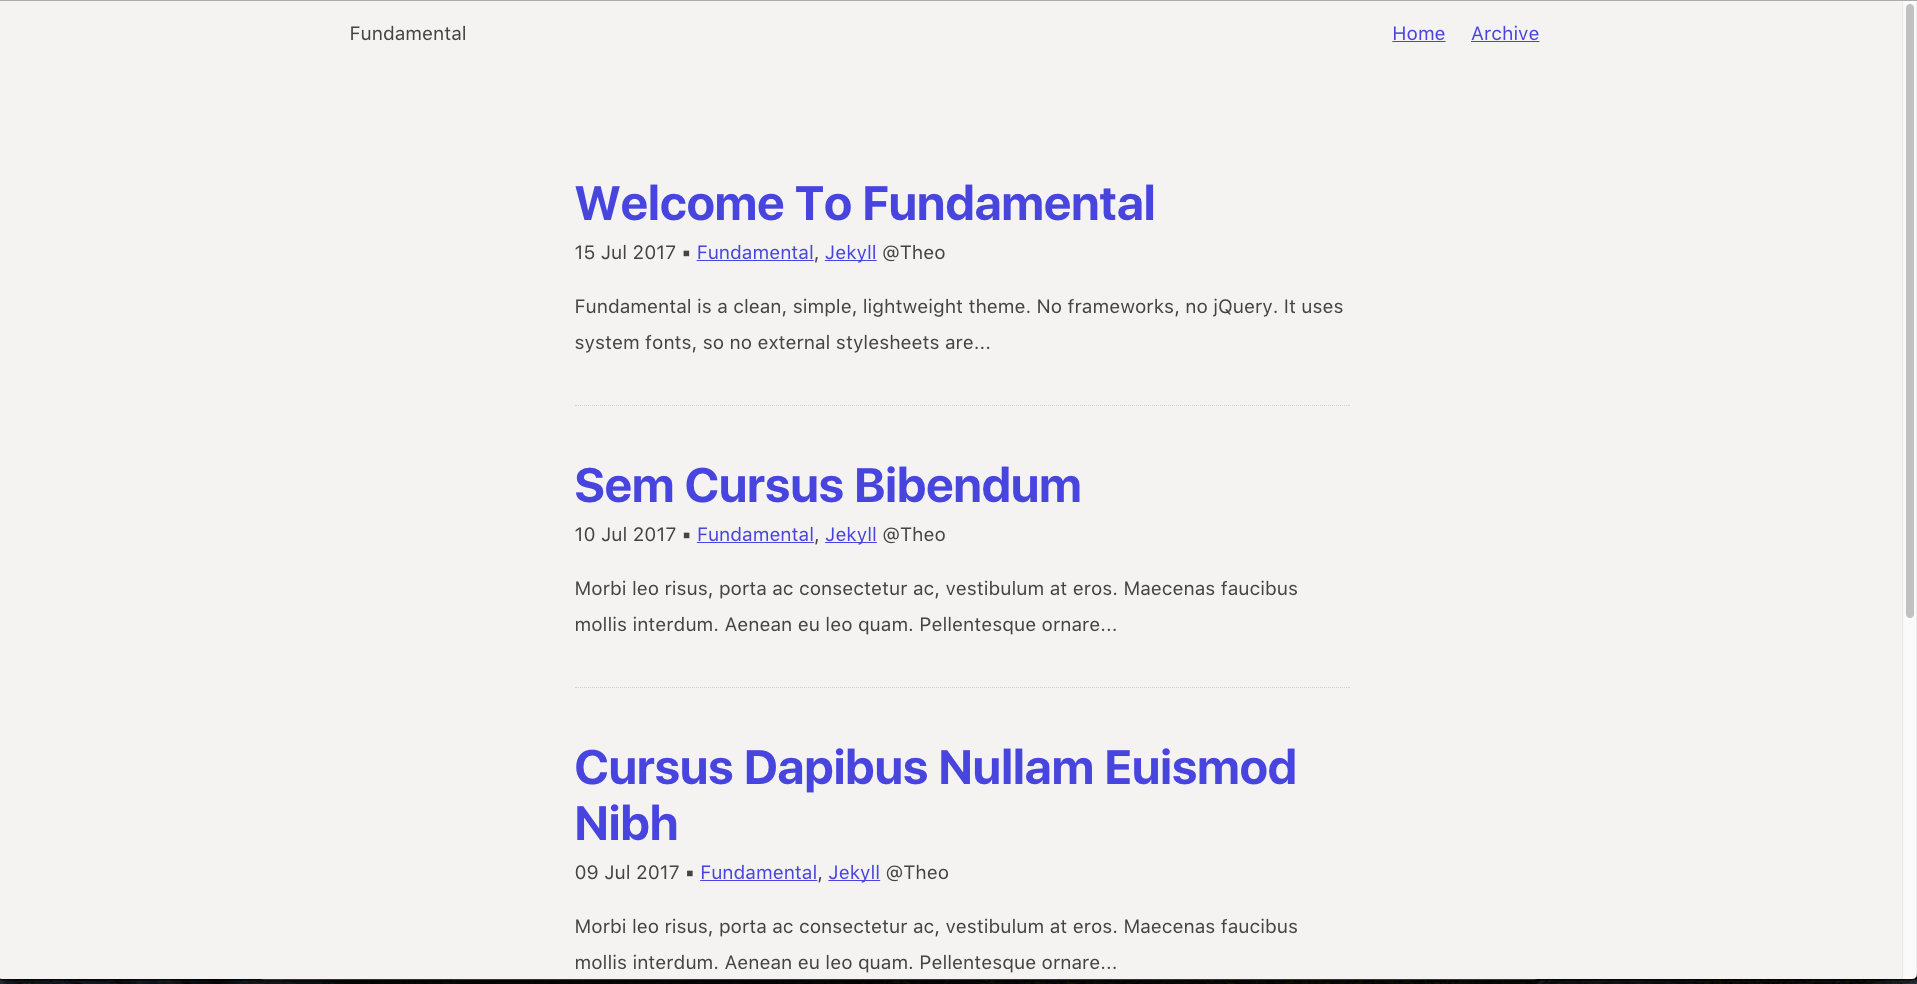 Fundamental
Home Archive
Welcome To Fundamental
15 Jul 2017 ▪ Fundamental, Jekyll @Theo
Fundamental is a clean, simple, lightweight theme. No frameworks, no jQuery. It uses
system fonts, so no external stylesheets are...
Sem Cursus Bibendum
10 Jul 2017 ▪ Fundamental, Jekyll @Theo
Morbi leo risus, porta ac consectetur ac, vestibulum at eros. Maecenas faucibus
mollis interdum. Aenean eu leo quam. Pellentesque ornare...
Cursus Dapibus Nullam Euismod
Nibh
09 Jul 2017 ▪ Fundamental, Jekyll @Theo
Morbi leo risus, porta ac consectetur ac, vestibulum at eros. Maecenas faucibus
mollis interdum. Aenean eu leo quam. Pellentesque ornare...